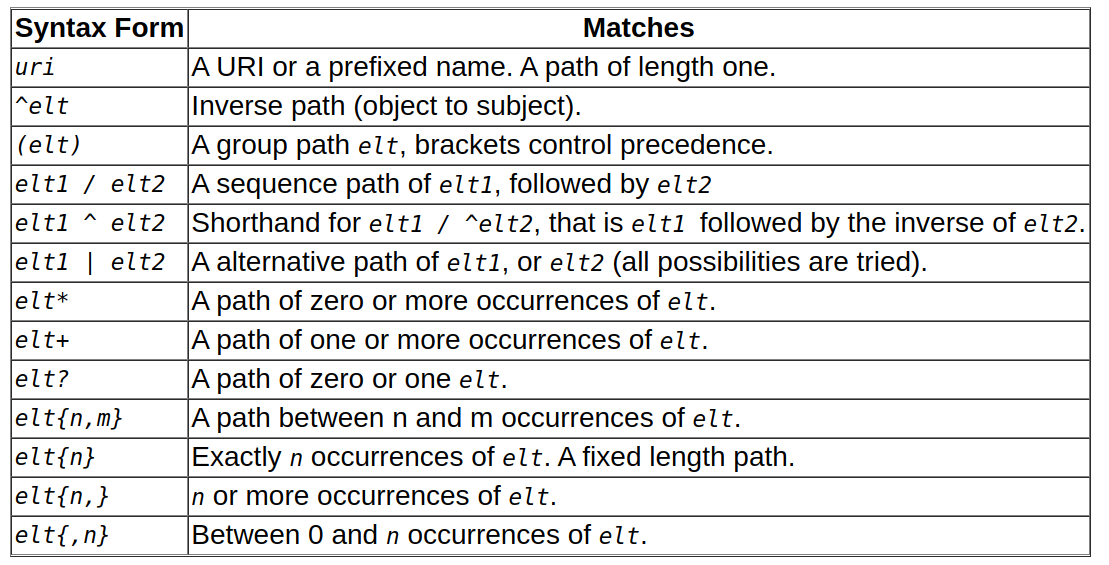 Syntax Form Matches
uri A URI or a prefixed name. A path of length one.
^elt Inverse path (object to subject).
(elt) A group path elt, brackets control precedence.
elt1 / elt2 A sequence path of elt1, followed by elt2
elt1 ^ elt2 Shorthand for elt1 / ^elt2, that is elt1 followed by the inverse of elt2.
elt1 | elt2 A alternative path of elt1, or elt2 (all possibilities are tried).
elt* A path of zero or more occurrences of elt.
elt+ A path of one or more occurrences of elt.
elt? A path of zero or one elt.
elt{n,m} A path between n and m occurrences of elt.
elt{n} Exactly n occurrences of elt. A fixed length path.
elt{n,} n or more occurrences of elt.
elt{,n} Between 0 and n occurrences of elt.